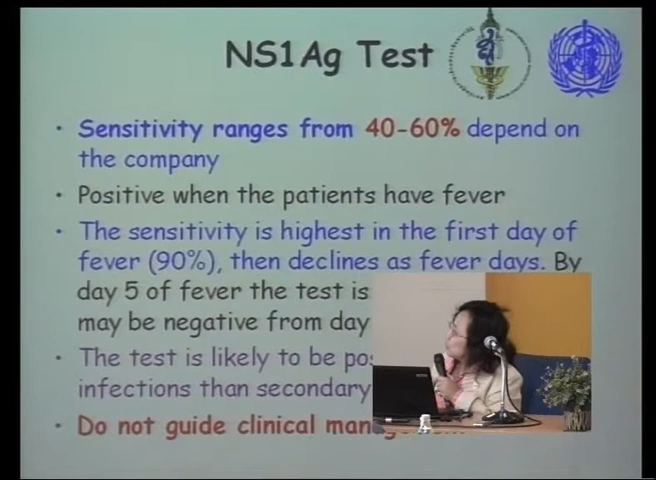 NS1Ag Test
• Sensitivity ranges from 40-60% depend on
the company
• Positive when the patients have fever
• The sensitivity is highest in the first day of
fever (90%), then declines as fever days. By
day 5 of fever the test is
may be negative from day
• The test is likely to be
infections than secondary
• Do not guide clinical